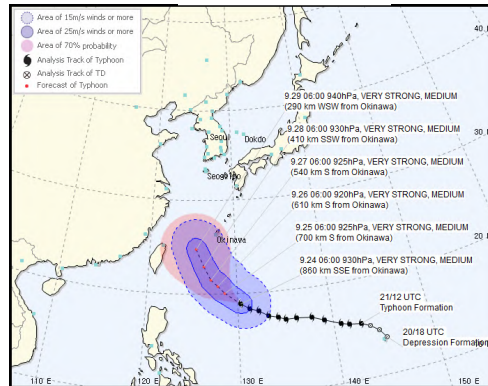 Area of 15m/s winds or more
Area of 25m/s winds or more
Area of 70% probability
Analysis Track of Typhoon
Analysis Track of TD
Forecast of Typhoon
9.29 06:00 940hPa, VERY STRONG, MEDIUM
(290 km WSW from Okinawa)
9.28 06:00 930hPa, VERY STRONG, MEDIUM
(410 km SSW from Okinawa)
9.27 06:00 925hPa, VERY STRONG, MEDIUM
(540 km S from Okinawa)
9.26 06:00 920hPa, VERY STRONG, MEDIUM
(610 km S from Okinawa)
9.25 06:00 925hPa, VERY STRONG, MEDIUM
(700 km S from Okinawa)
9.24 06:00 930hPa, VERY STRONG, MEDIUM
(860 km SSE from Okinawa)
21/12 UTC
Typhoon Formation
20/18 UTC
Depression Formation
Seoul
Dokdo
Okinawa
40 N
30 N
20 N
110 E
120 E
130 E
140 E
150 E